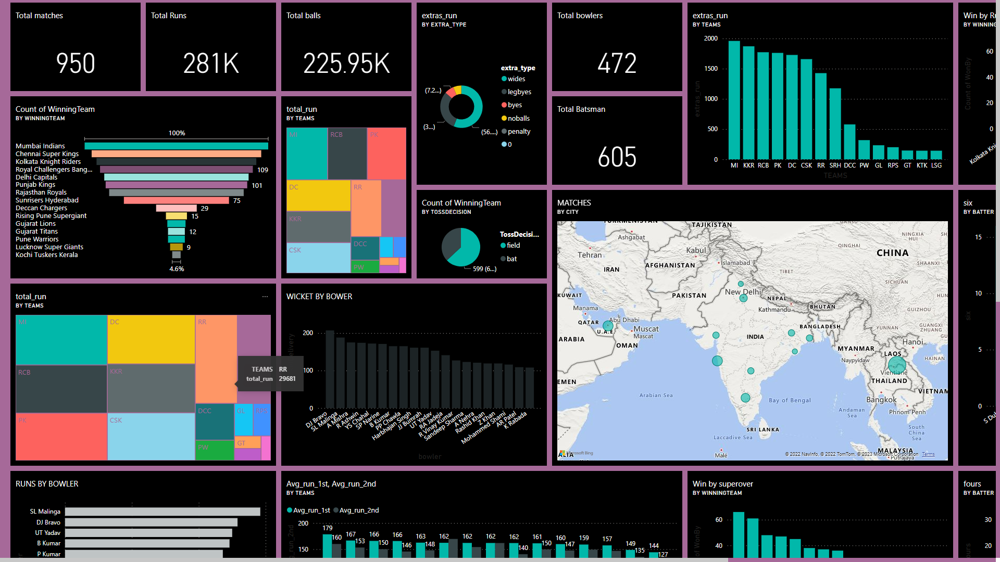 Total matches
950
Total Runs
281K
Total balls
225.95K
extras_run
BY EXTRA_TYPE
(7.2...)
(3...)
(56....)
extra_type
wides
legbyes
byes
noballs
penalty
0
Total bowlers
472
Total Batsman
605
extras_run
BY TEAMS
2000
1500
1000
500
0
extras_run
MI KKR RCB PK DC CSK RR SRH DCC PW GL RPS GT KTK LSG
TEAMS
BY WINNING
60
40
20
0
Count of WonBy
Count of WinningTeam
BY WINNINGTEAM
100%
Mumbai Indians
Chennai Super Kings
Kolkata Knight Riders
Royal Challengers Bang... 109
Delhi Capitals
Punjab Kings 101
Rajasthan Royals
Sunrisers Hyderabad 75
Deccan Chargers 29
Rising Pune Supergiant 15
Gujarat Lions
Gujarat Titans 12
Pune Warriors
Lucknow Super Giants 9
Kochi Tuskers Kerala
4.6%
total_run
BY TEAMS
MI RCB PK
DC RR
KKR
CSK DCC
PW
Count of WinningTeam
BY TOSSDECISION
TossDecisi...
field
bat
599 (6...)
MATCHES
BY CITY
TAJIKISTAN
Ashgabat
Tehran
Kabul
Islamabad
IRAN
AFGHANISTAN
CHINA
QINGHAI
NINGXIA
HUI
GANSU
SHAANXI
TIBET
SICHUAN
KUWAIT
PAKISTAN
New Delhi
NEPAL
Kathmandu
BHUTAN
GUIZHOU
Manama
QATAR
Abu Dhabi
U.A.E.
Muscat
Muscat
OMAN
INDIA
BANGLADESH
YUNNAN
GUANGXI
ZHUANG
MYANMAR
Naypyidaw
Hanoi
LAOS
HAINAN
Vientiane
THAILAND
VIETNAM
Arabian Sea
Bay of Bengal
Bangkok
Andaman
Sea
Phnom Penh
SRI LANKA
Laccadive Sea
South
China
Sea
Malé
MALAYSIA
Putrajaya
© 2022 NavInfo, © 2022 TomTom, © 2023 Microsoft Corporation Terms
six
BY BATTER
15
10
5
0
six
total_run
BY TEAMS
...
MI DC RR
RCB KKR
PK CSK DCC GL RPS
PW GT
TEAMS RR
total_run 29681
WICKET BY BOWER
200
100
0
DJ Bravo
SL Malinga
A Mishra
R Ashwin
YS Chahal
SP Narine
B Kumar
PP Chawla
Harbhajan Singh
JJ Bumrah
UT Yadav
RA Jadeja
R Vinay Kumar
Sandeep Sharma
A Nehra
Rashid Khan
Z Khan
Mohammed Shami
AR Patel
K Rabada
bowler
RUNS BY BOWLER
SL Malinga
DJ Bravo
UT Yadav
B Kumar
P Kumar
Avg_run_1st, Avg_run_2nd
BY TEAMS
Avg_run_1st Avg_run_2nd
200
150
179 160 167 153 166 150 166 146 163 148 162 162 162 162 140 161 150 160 147 159 157 149 135 144 127
Win by superover
BY WINNINGTEAM
60
40
fours
BY BATTER
30
20